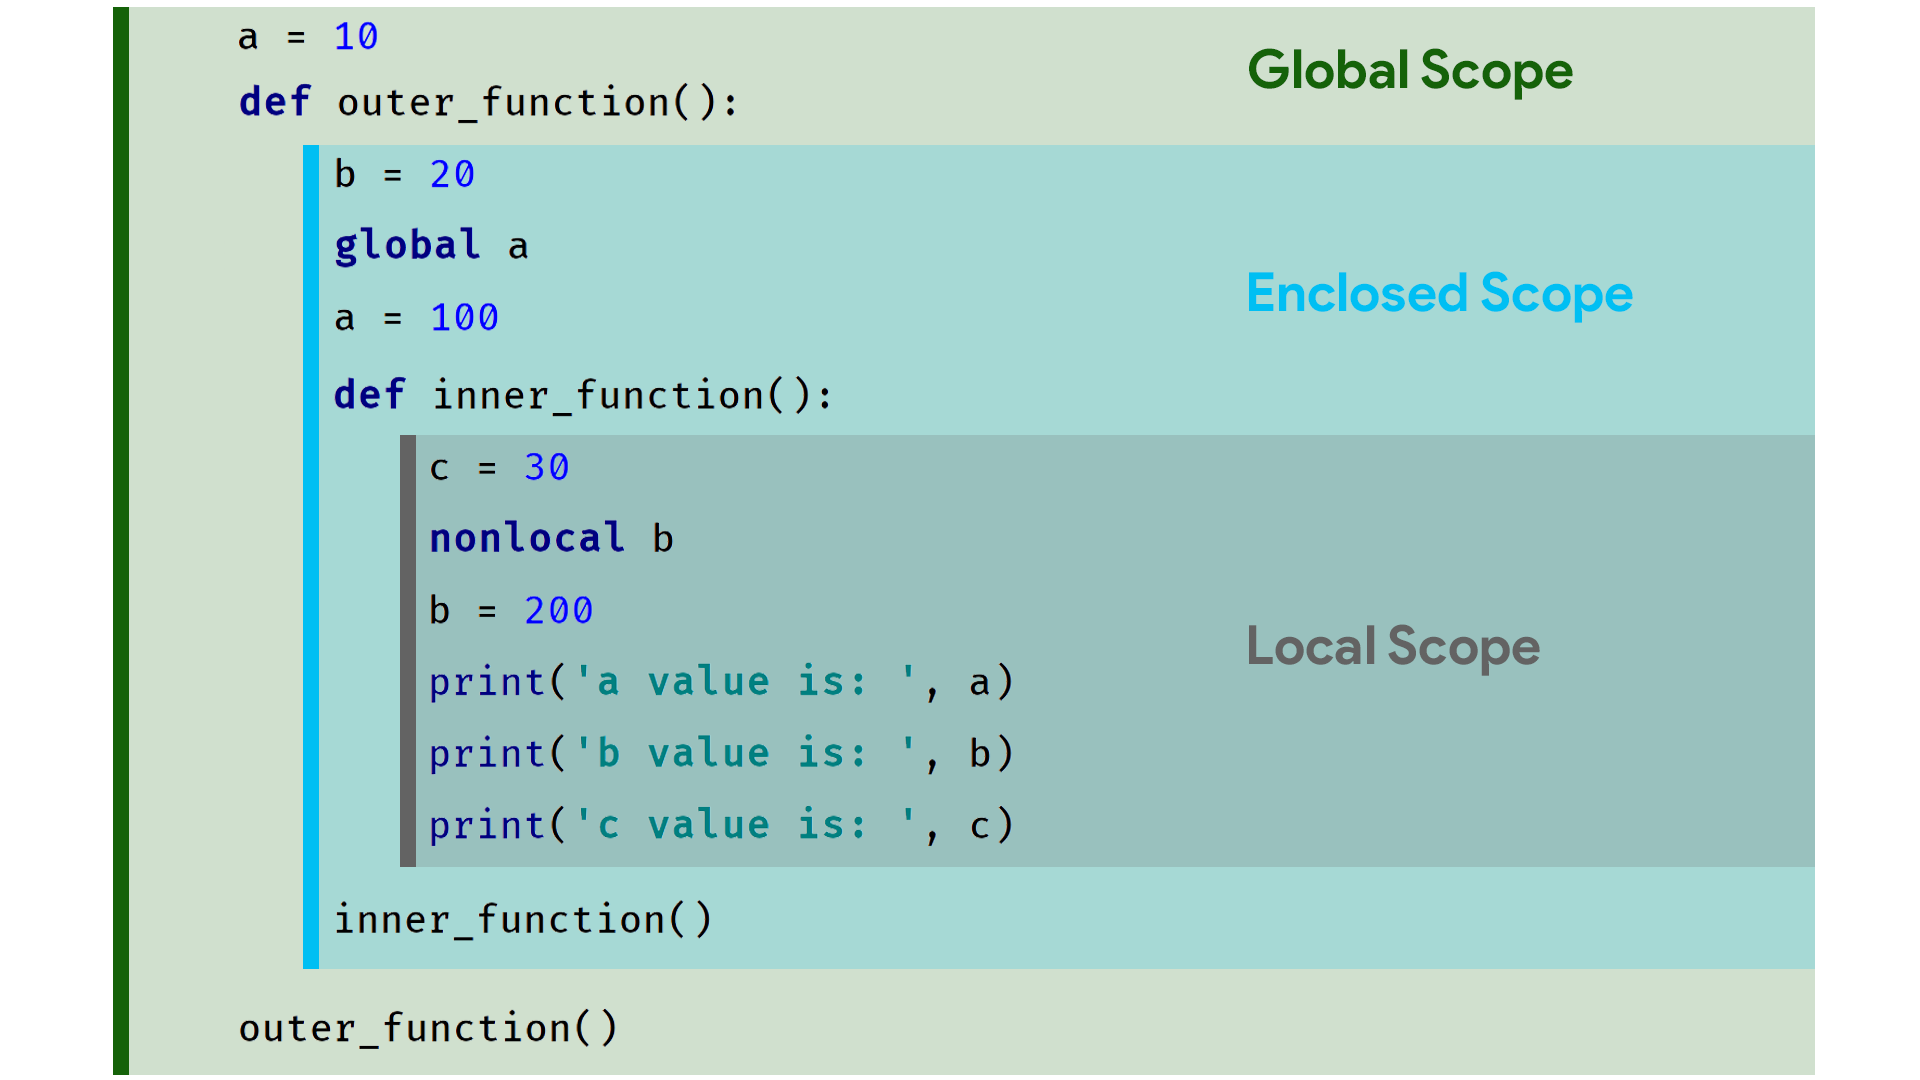 a = 10
Global Scope
def outer_function():
b = 20
global a
Enclosed Scope
a = 100
def inner_function():
c = 30
nonlocal b
b = 200
Local Scope
print('a value is: ', a)
print('b value is: ', b)
print('c value is: ', c)
inner_function()
outer_function()